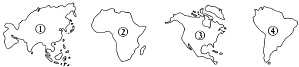 ① ② ③ ④